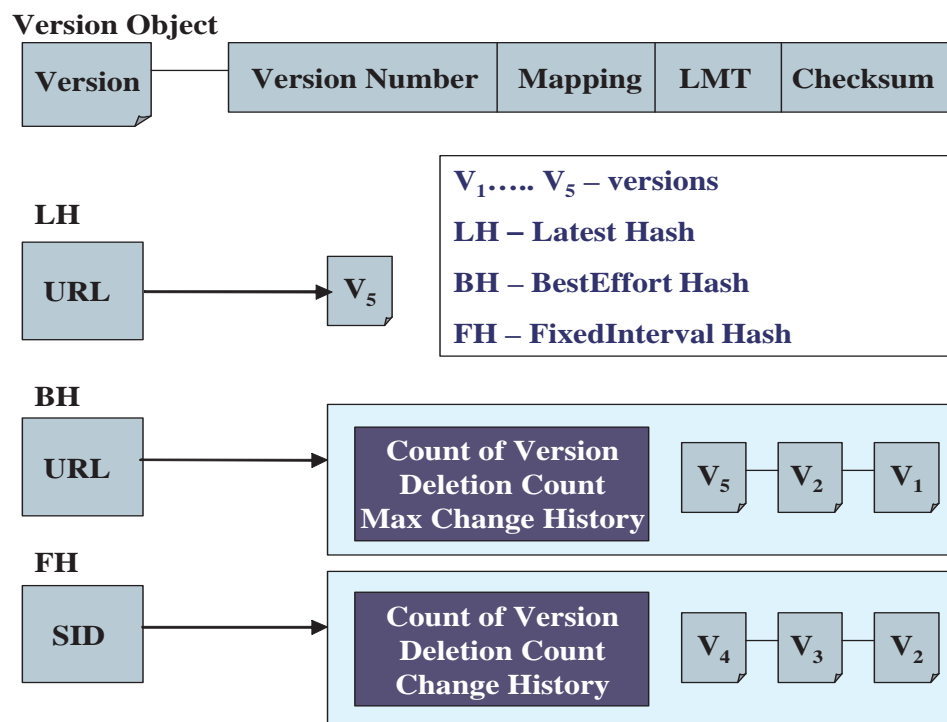 Version Object
Version
Version Number Mapping LMT Checksum
V₁….. V₅ – versions
LH – Latest Hash
BH – BestEffort Hash
FH – FixedInterval Hash
LH
URL
V₅
BH
URL
Count of Version
Deletion Count
Max Change History
V₅ V₂ V₁
FH
SID
Count of Version
Deletion Count
Change History
V₄ V₃ V₂